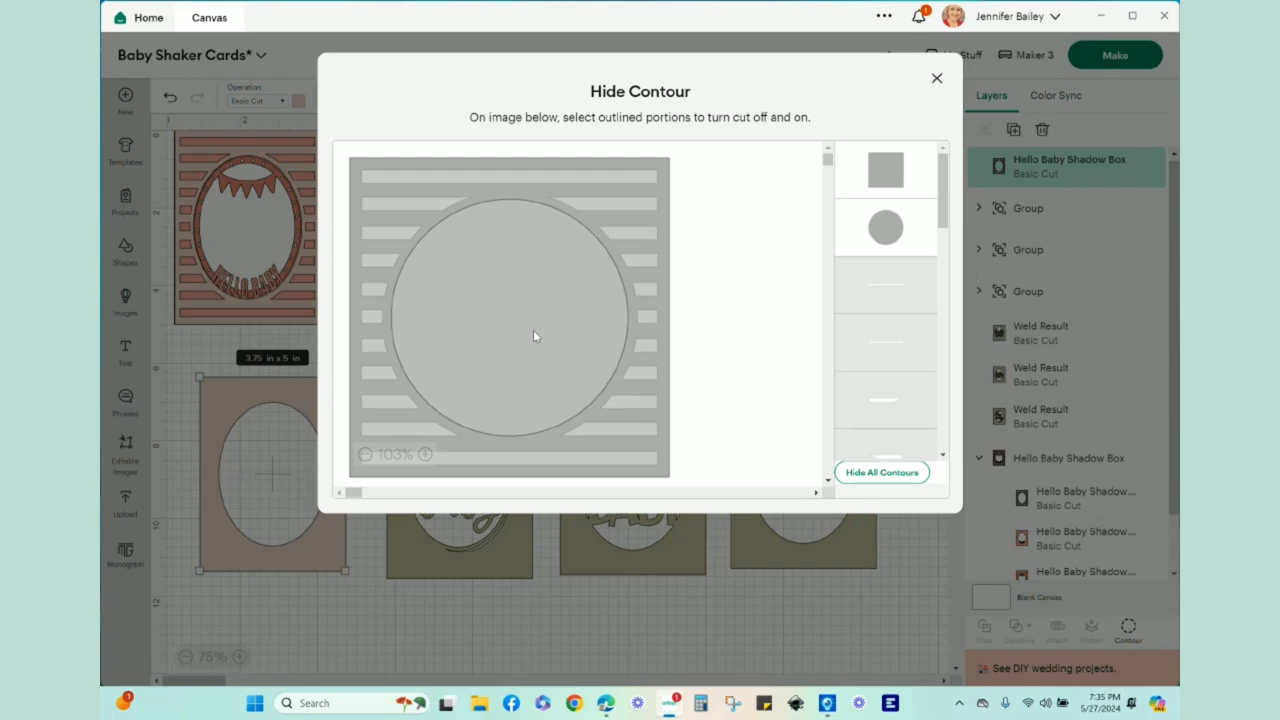 Home
Canvas
Jennifer Bailey
Baby Shaker Cards*
Stuff
Maker 3
Make
Operation
Basic Cut
New
Templates
Projects
Shapes
Images
Text
Phrases
Editable
Images
Upload
Monogram
HELLO BABY
3.75 in x 5 in
75%
Hide Contour
On image below, select outlined portions to turn cut off and on.
103%
Hide All Contours
Layers
Color Sync
Hello Baby Shadow Box
Basic Cut
Group
Group
Group
Weld Result
Basic Cut
Weld Result
Basic Cut
Weld Result
Basic Cut
Hello Baby Shadow Box
Hello Baby Shadow...
Basic Cut
Hello Baby Shadow...
Basic Cut
Hello Baby Shadow...
Blank Canvas
Contour
See DIY wedding projects.
Search
7:35 PM
5/27/2024